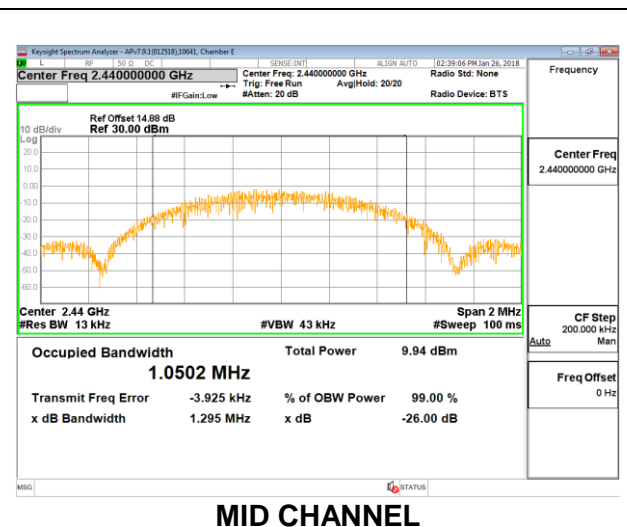 Keysight Spectrum Analyzer - APv7.9.1(012518),10641, Chamber E
L RF 50 Ω DC SENSE:INT ALIGN AUTO 02:39:06 PM Jan 26, 2018
Center Freq 2.440000000 GHz Center Freq: 2.440000000 GHz Radio Std: None Frequency
Trig: Free Run Avg|Hold: 20/20
#IFGain:Low #Atten: 20 dB Radio Device: BTS
Ref Offset 14.88 dB
10 dB/div Ref 30.00 dBm
Log
20.0
10.0
0.00
-10.0
-20.0
-30.0
-40.0
-50.0
-60.0
Center Freq
2.440000000 GHz
Center 2.44 GHz Span 2 MHz
#Res BW 13 kHz #VBW 43 kHz #Sweep 100 ms
CF Step
200.000 kHz
Auto Man
Occupied Bandwidth Total Power 9.94 dBm
1.0502 MHz
Freq Offset
0 Hz
Transmit Freq Error -3.925 kHz % of OBW Power 99.00 %
x dB Bandwidth 1.295 MHz x dB -26.00 dB
MSG STATUS
MID CHANNEL